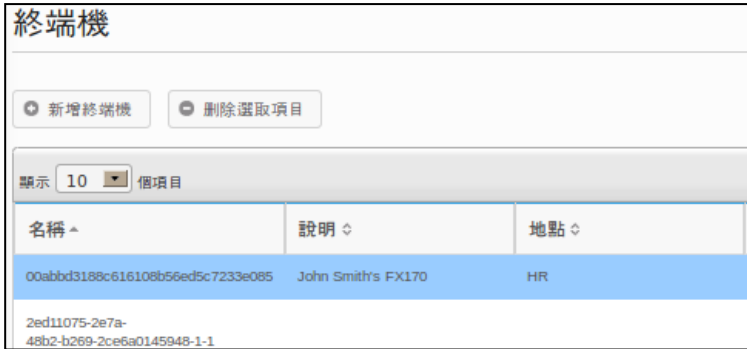 終端機
新增終端機 刪除選取項目
顯示 10 個項目
名稱 說明 地點
00abbd3188c616108b56ed5c7233e085 John Smith's FX170 HR
2ed11075-2e7a-
48b2-b269-2ce6a0145948-1-1